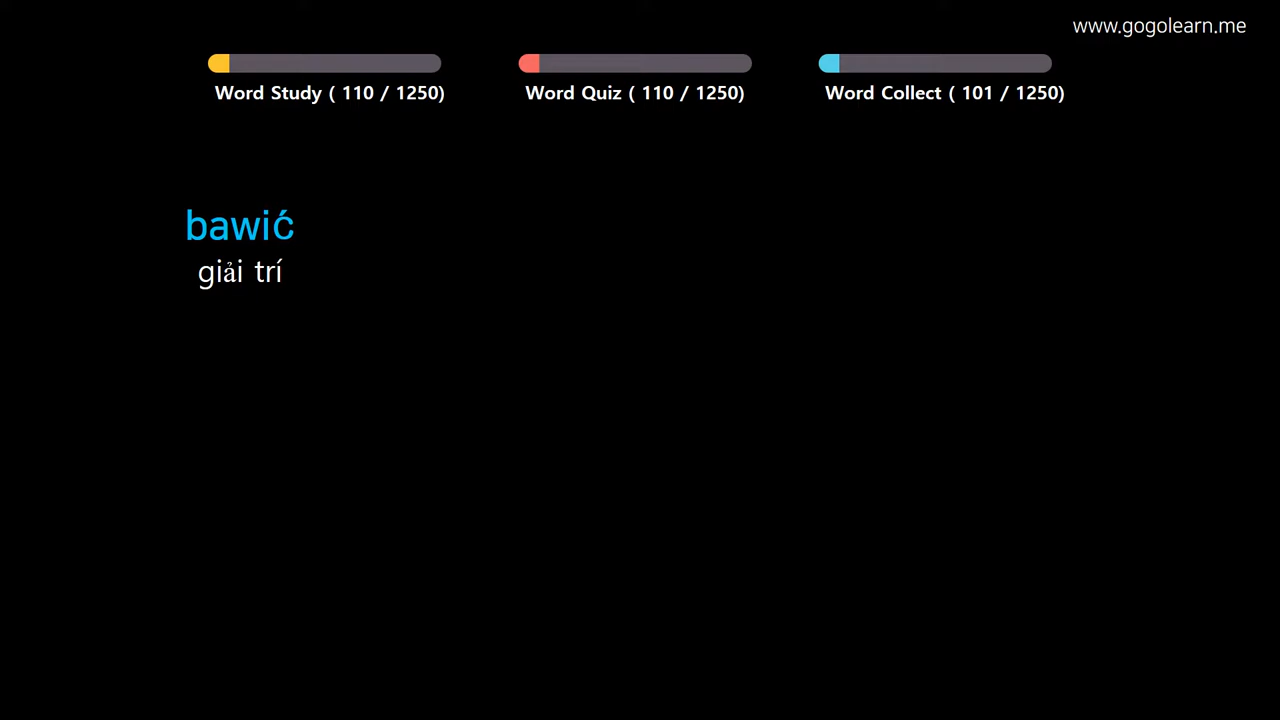 www.gogolearn.me
Word Study ( 110 / 1250)
Word Quiz ( 110 / 1250)
Word Collect ( 101 / 1250)
bawić
giải trí